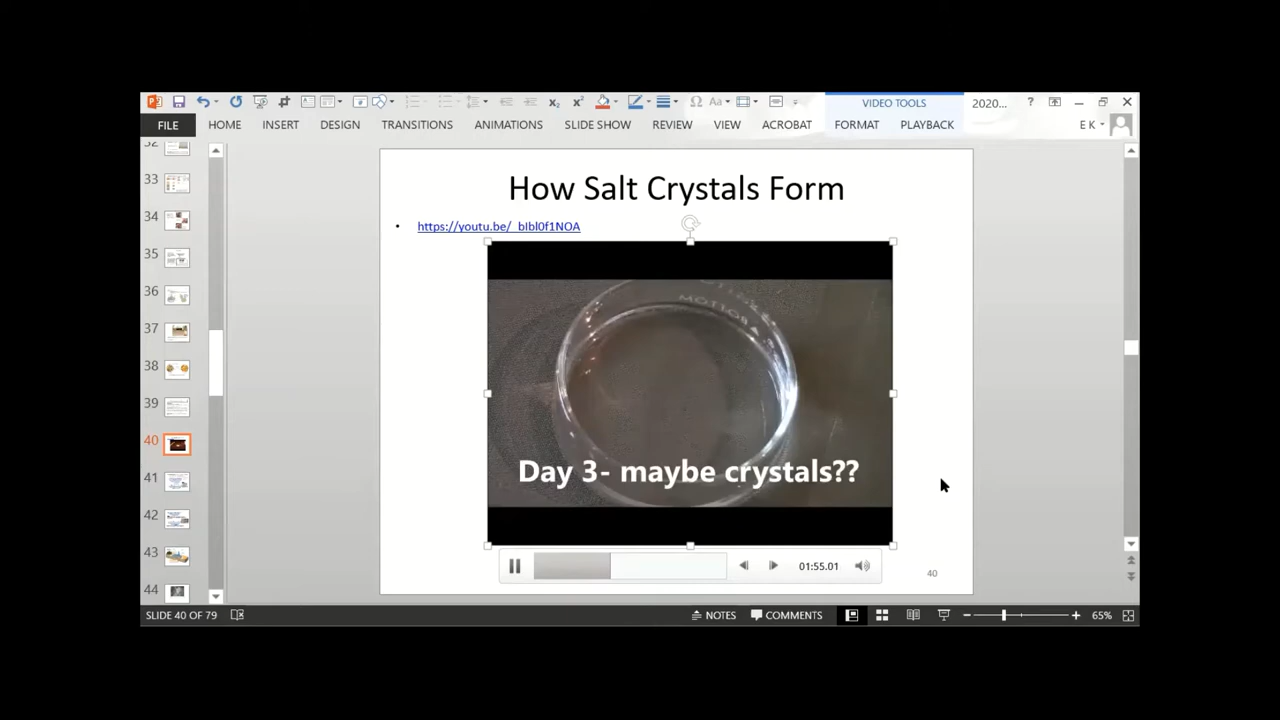 2020...
?
VIDEO TOOLS
FILE
HOME
INSERT
DESIGN
TRANSITIONS
ANIMATIONS
SLIDE SHOW
REVIEW
VIEW
ACROBAT
FORMAT
PLAYBACK
E K
33
34
35
36
37
38
39
40
41
42
43
44
How Salt Crystals Form
• https://youtu.be/_bIbl0f1NOA
BOTTOM
Day 3- maybe crystals??
01:55.01
40
SLIDE 40 OF 79
NOTES
COMMENTS
65%